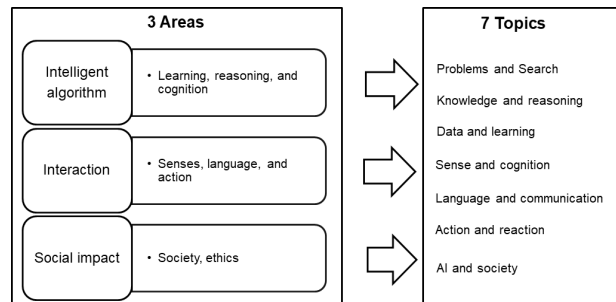 3 Areas
Intelligent
algorithm
• Learning, reasoning, and
cognition
Interaction
• Senses, language, and
action
Social impact
• Society, ethics
7 Topics
Problems and Search
Knowledge and reasoning
Data and learning
Sense and cognition
Language and communication
Action and reaction
AI and society